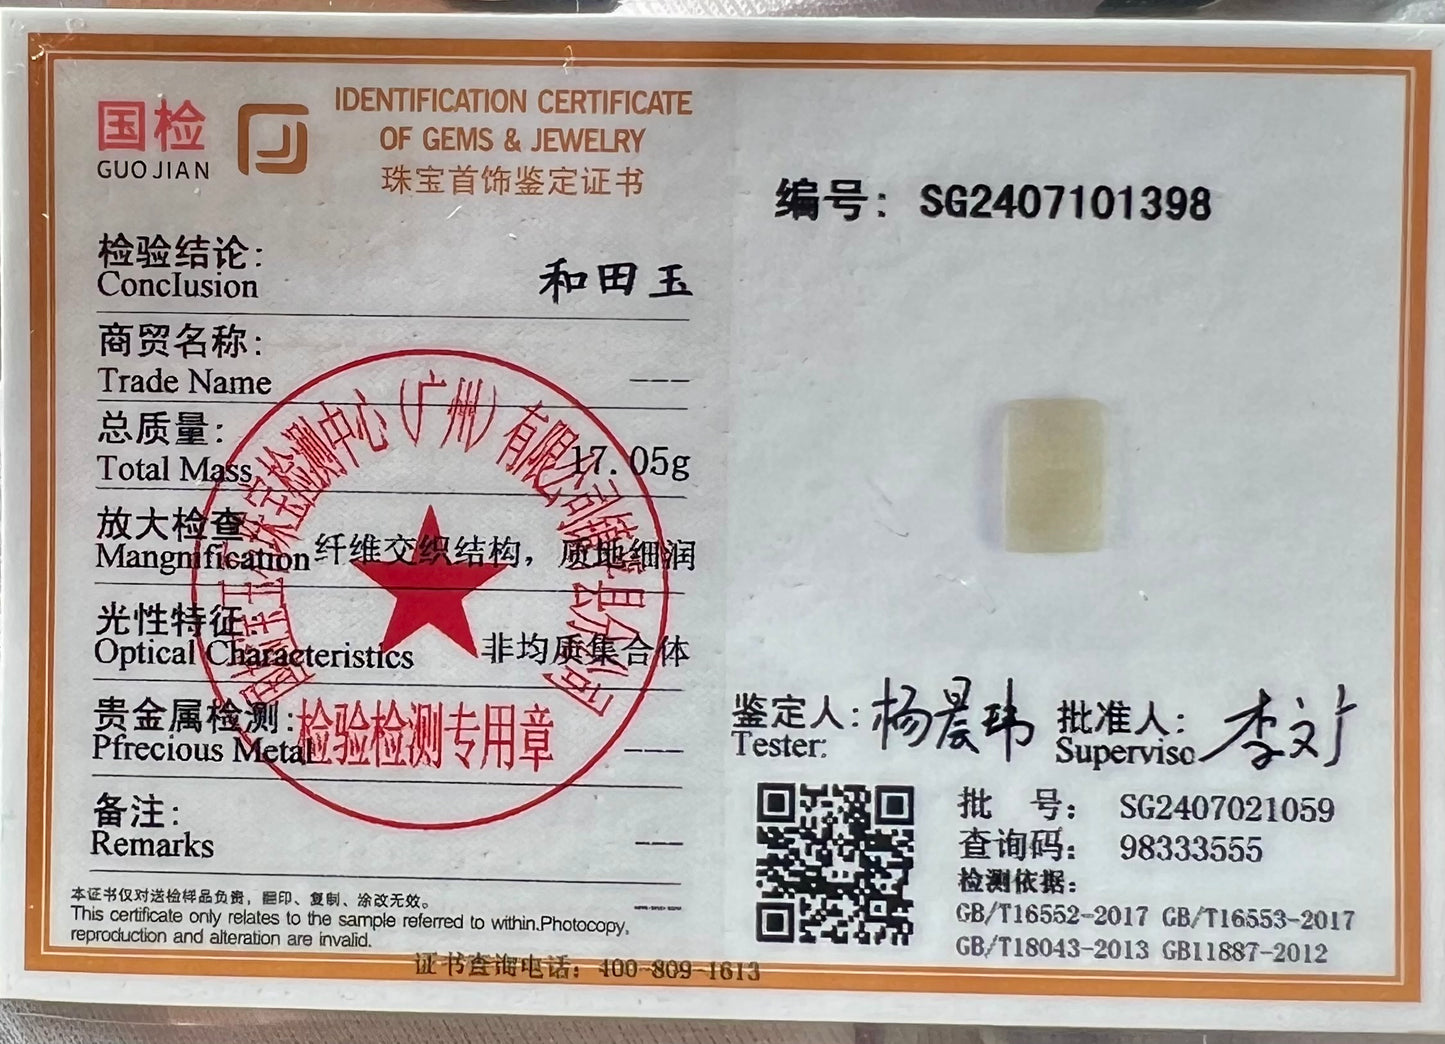 国检
GUO JIAN
IDENTIFICATION CERTIFICATE
OF GEMS & JEWELRY
珠宝首饰鉴定证书
检验结论:
Conclusion
和田玉
商贸名称:
Trade Name
---
总质量:
Total Mass
17.05g
放大检查
Mangnification
纤维交织结构，质地细润
光性特征:
Optical Characteristics
非均质集合体
贵金属检测:
Pfrecious Metal
---
备注:
Remarks
---
检验检测专用章
本证书仅对送检样品负责，翻印、复制、涂改无效。
This certificate only relates to the sample referred to within.Photocopy,
reproduction and alteration are invalid.
证书查询电话：400-809-1613
编号：SG2407101398
鉴定人:
Tester:
杨晨玮
批准人:
Superviso
批 号： SG2407021059
查询码： 98333555
检测依据：
GB/T16552-2017 GB/T16553-2017
GB/T18043-2013 GB11887-2012